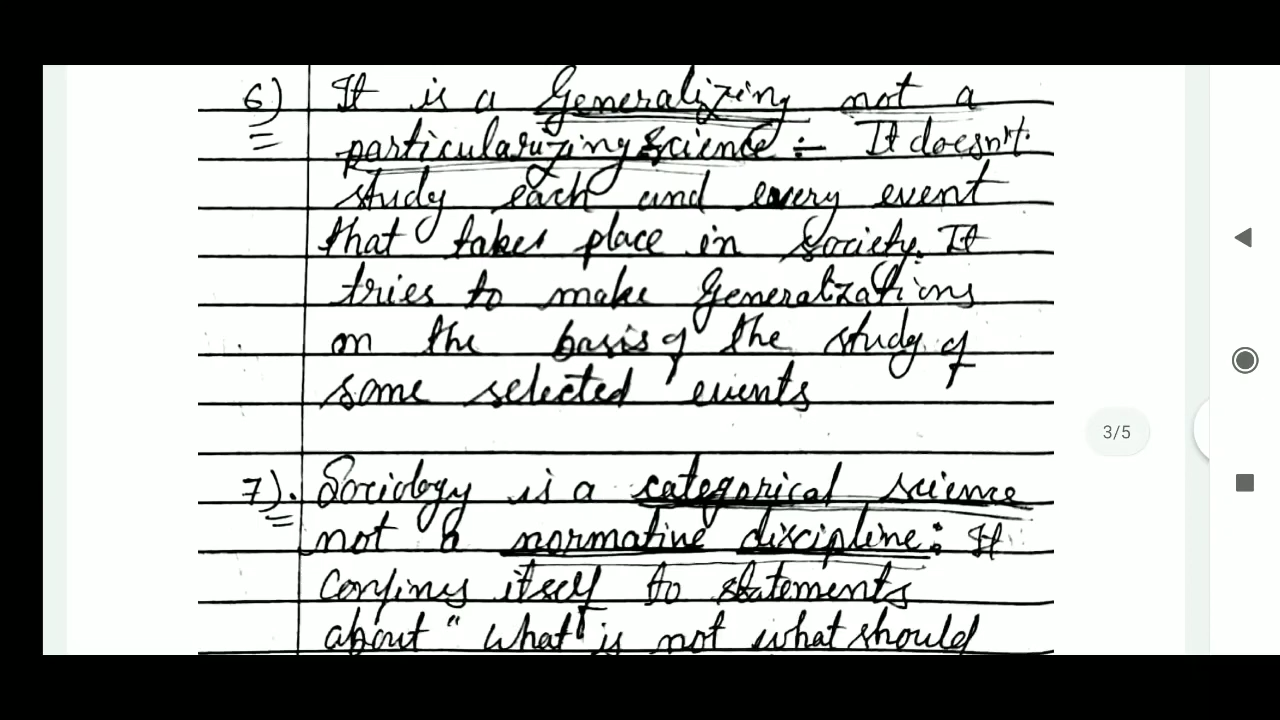 6) It is a Generalizing not a
particularizing science ÷ It doesn't
study each and every event
that takes place in society. It
tries to make Generalizations
on the basis of the study of
some selected events
3/5
7). Sociology is a categorical science
not a normative discipline: It
confines itself to statements
about "what is not what should